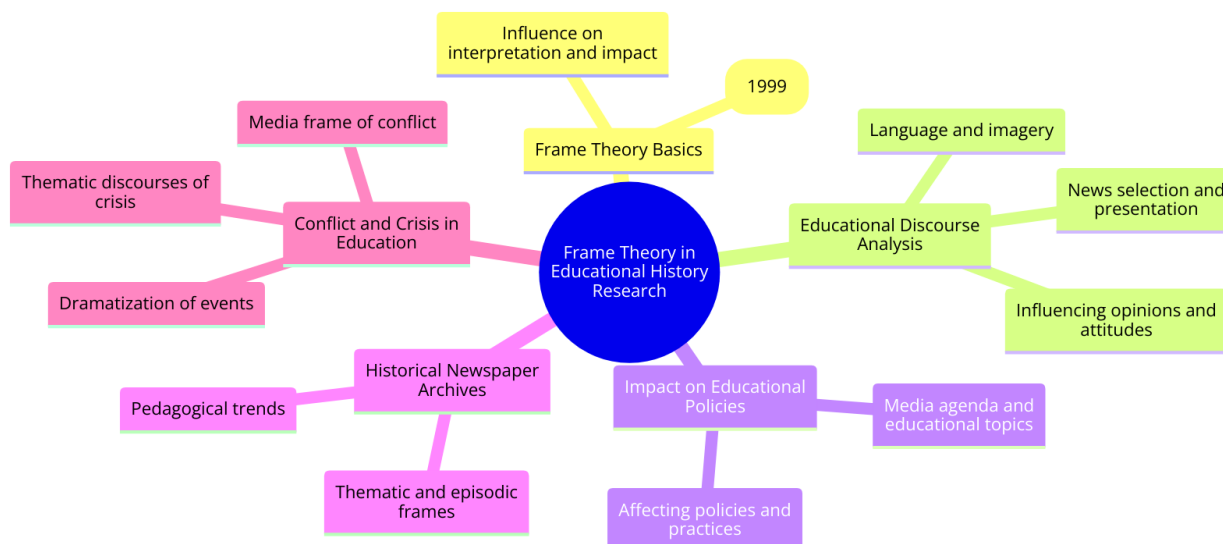 Influence on
interpretation and impact
1999
Frame Theory Basics
Media frame of conflict
Thematic discourses of
crisis
Conflict and Crisis in
Education
Dramatization of events
Language and imagery
News selection and
presentation
Educational Discourse
Analysis
Influencing opinions and
attitudes
Frame Theory in
Educational History
Research
Historical Newspaper
Archives
Pedagogical trends
Thematic and episodic
frames
Impact on Educational
Policies
Media agenda and
educational topics
Affecting policies and
practices